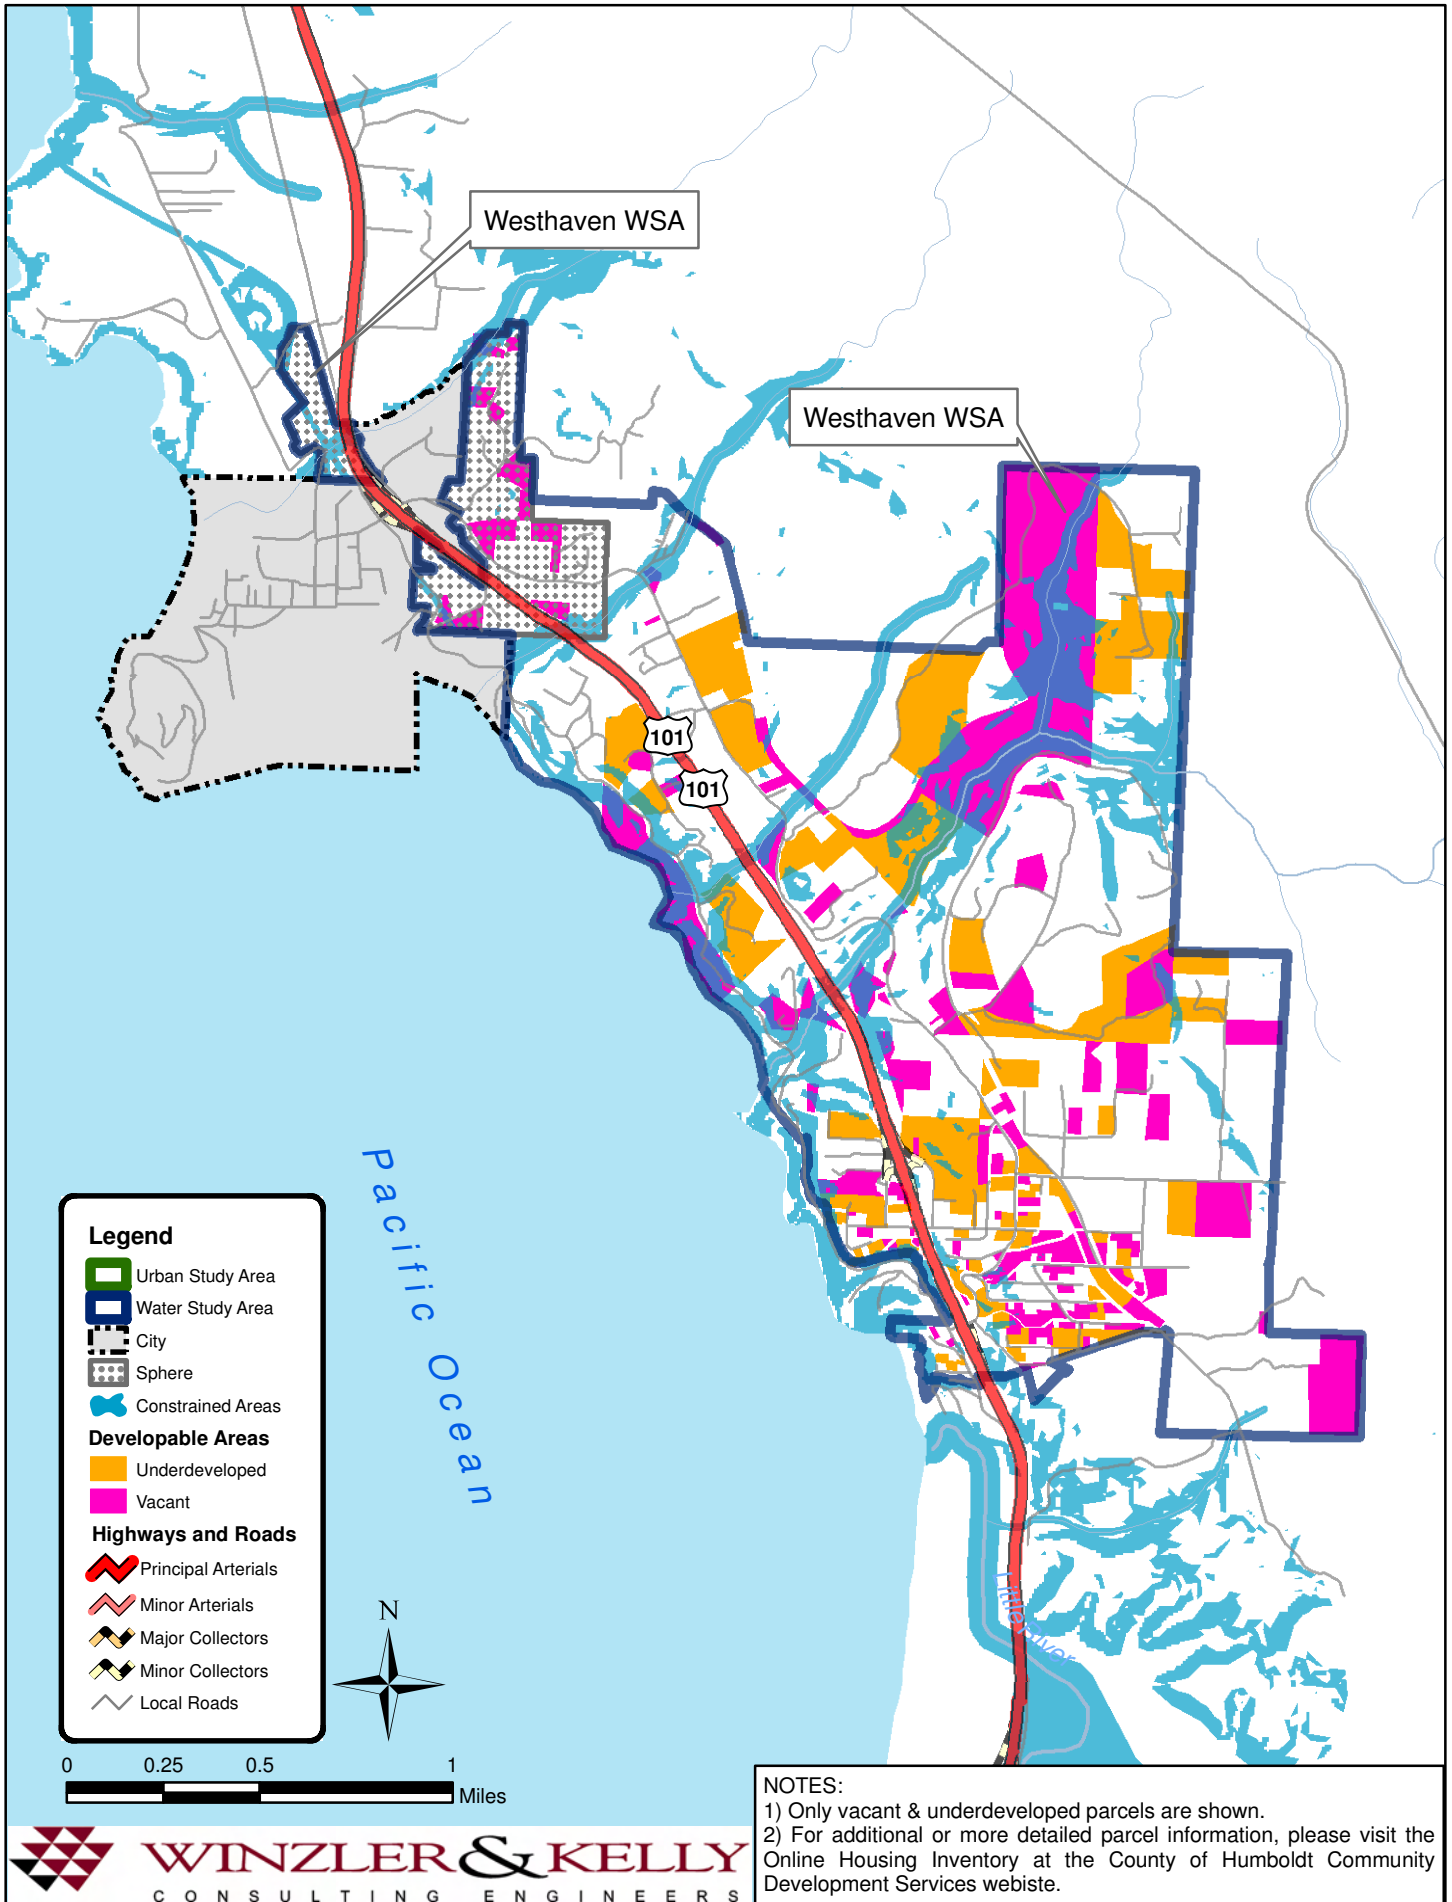 Westhaven WSA
Westhaven WSA
101
101
Pacific Ocean
Legend
Urban Study Area
Water Study Area
City
Sphere
Constrained Areas
Developable Areas
Underdeveloped
Vacant
Highways and Roads
Principal Arterials
Minor Arterials
Major Collectors
Minor Collectors
Local Roads
N
0 0.25 0.5 1
Miles
Little River
NOTES:
1) Only vacant & underdeveloped parcels are shown.
2) For additional or more detailed parcel information, please visit the
Online Housing Inventory at the County of Humboldt Community
Development Services webiste.
WINZLER & KELLY
CONSULTING ENGINEERS